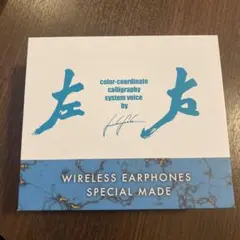 左
右
color-coordinate
calligraphy
system voice
by
WIRELESS EARPHONES
SPECIAL MADE